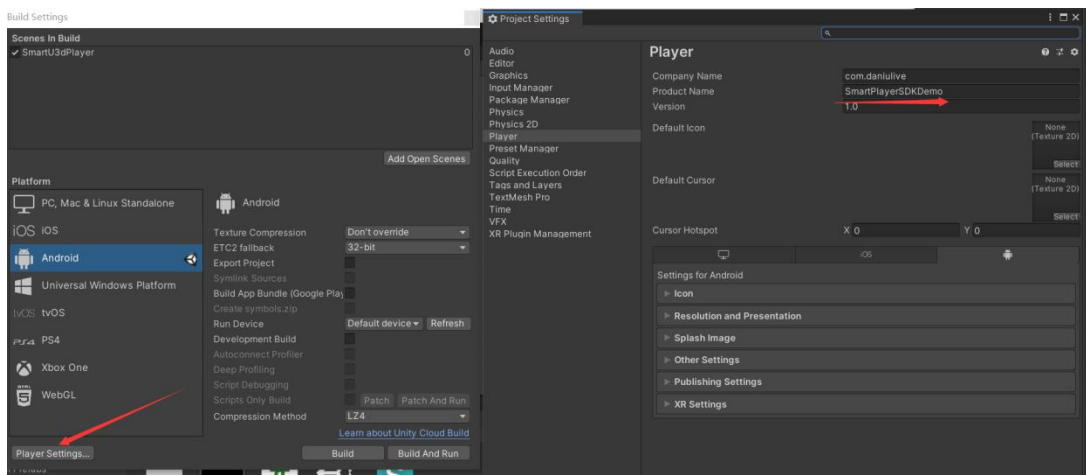 Build Settings
Scenes In Build
SmartU3dPlayer 0
Add Open Scenes
Platform
PC, Mac & Linux Standalone
iOS iOS
Android
Universal Windows Platform
tvOS tvOS
PS4 PS4
Xbox One
HTML
WebGL
Android
Texture Compression Don't override
ETC2 fallback 32-bit
Export Project
Symlink Sources
Build App Bundle (Google Play
Create symbols.zip
Run Device Default device Refresh
Development Build
Autoconnect Profiler
Deep Profiling
Script Debugging
Scripts Only Build Patch Patch And Run
Compression Method LZ4
Learn about Unity Cloud Build
Player Settings... Build Build And Run
Project Settings
Audio
Editor
Graphics
Input Manager
Package Manager
Physics
Physics 2D
Player
Preset Manager
Quality
Script Execution Order
Tags and Layers
TextMesh Pro
Time
VFX
XR Plugin Management
Player
Company Name com.daniulive
Product Name SmartPlayerSDKDemo
Version 1.0
Default Icon
None
(Texture 2D)
Select
Default Cursor
None
(Texture 2D)
Select
Cursor Hotspot X 0 Y 0
iOS
Settings for Android
Icon
Resolution and Presentation
Splash Image
Other Settings
Publishing Settings
XR Settings